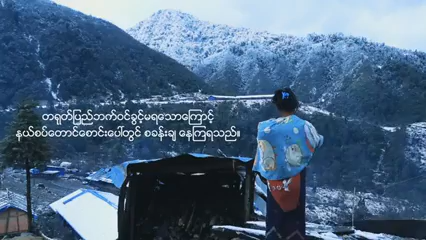 တရုတ်ပြည်ဘက်ဝင်ခွင့်မရသောကြောင့်
နယ်စပ်တောင်စောင်းပေါ်တွင် စခန်းချ နေကြရသည်။